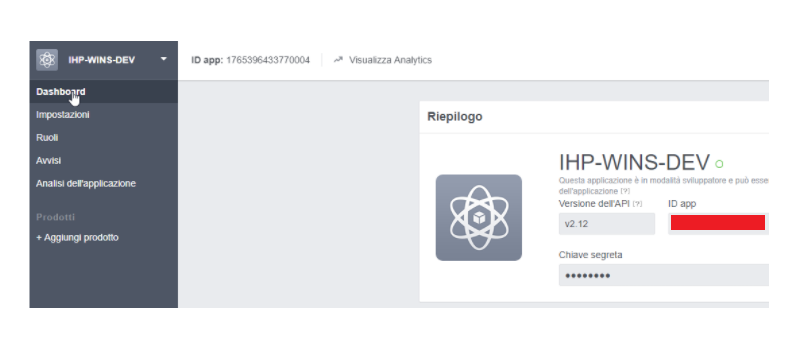 IHP-WINS-DEV
ID app: 1765396433770004
Visualizza Analytics
Dashboard
Impostazioni
Ruoli
Avvisi
Analisi dell'applicazione
Prodotti
+ Aggiungi prodotto
Riepilogo
IHP-WINS-DEV
Questa applicazione è in modalità sviluppatore e può esse
dell'applicazione [?]
Versione dell'API [?]
ID app
v2.12
Chiave segreta
••••••••